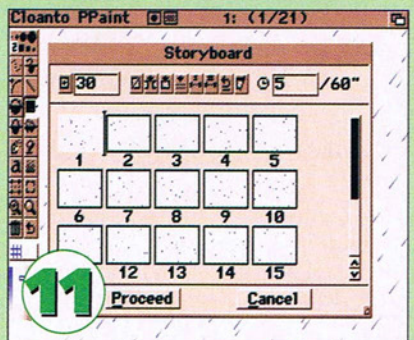 Cloanto PPaint 1: (1/21)
Storyboard
30 5 /60"
1 2 3 4 5
6 7 8 9 10
12 13 14 15
11
Proceed Cancel